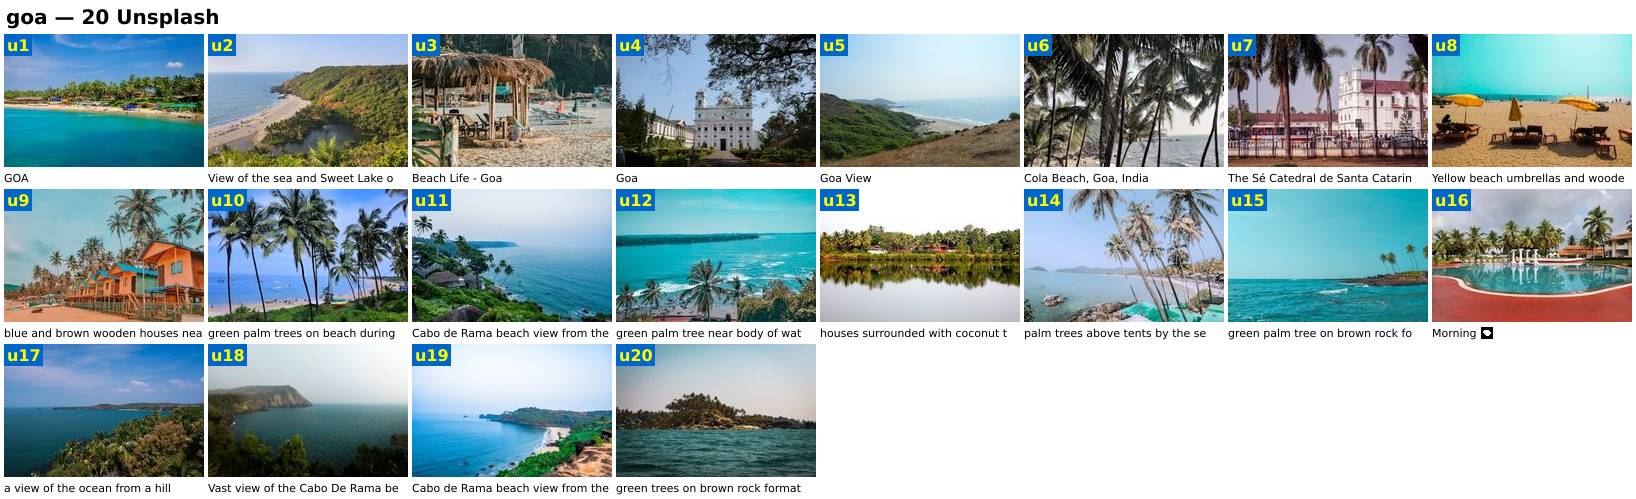 goa — 20 Unsplash
u1
u2
u3
u4
u5
u6
u7
u8
GOA
View of the sea and Sweet Lake o
Beach Life - Goa
Goa
Goa View
Cola Beach, Goa, India
The Sé Catedral de Santa Catarin
Yellow beach umbrellas and woode
u9
u10
u11
u12
u13
u14
u15
u16
blue and brown wooden houses nea
green palm trees on beach during
Cabo de Rama beach view from the
green palm tree near body of wat
houses surrounded with coconut t
palm trees above tents by the se
green palm tree on brown rock fo
Morning
u17
u18
u19
u20
a view of the ocean from a hill
Vast view of the Cabo De Rama be
Cabo de Rama beach view from the
green trees on brown rock format